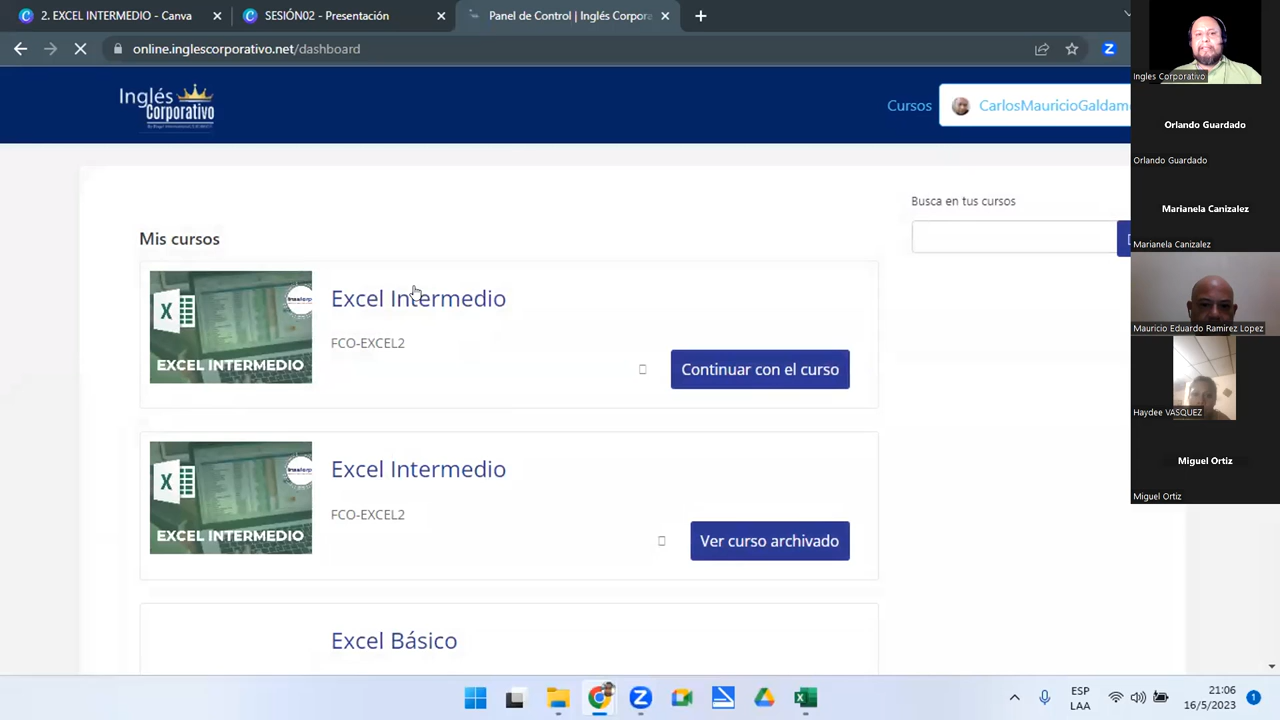 2. EXCEL INTERMEDIO - Canva
SESIÓN02 - Presentación
Panel de Control | Inglés Corpora
online.inglescorporativo.net/dashboard
Inglés
Corporativo
Cursos
CarlosMauricioGaldam
Busca en tus cursos
Mis cursos
EXCEL INTERMEDIO
Excel Intermedio
FCO-EXCEL2
Continuar con el curso
EXCEL INTERMEDIO
Excel Intermedio
FCO-EXCEL2
Ver curso archivado
Excel Básico
Ingles Corporativo
Orlando Guardado
Orlando Guardado
Marianela Canizalez
Marianela Canizalez
Mauricio Eduardo Ramirez Lopez
Haydee VASQUEZ
Miguel Ortiz
Miguel Ortiz
ESP
LAA
21:06
16/5/2023
1